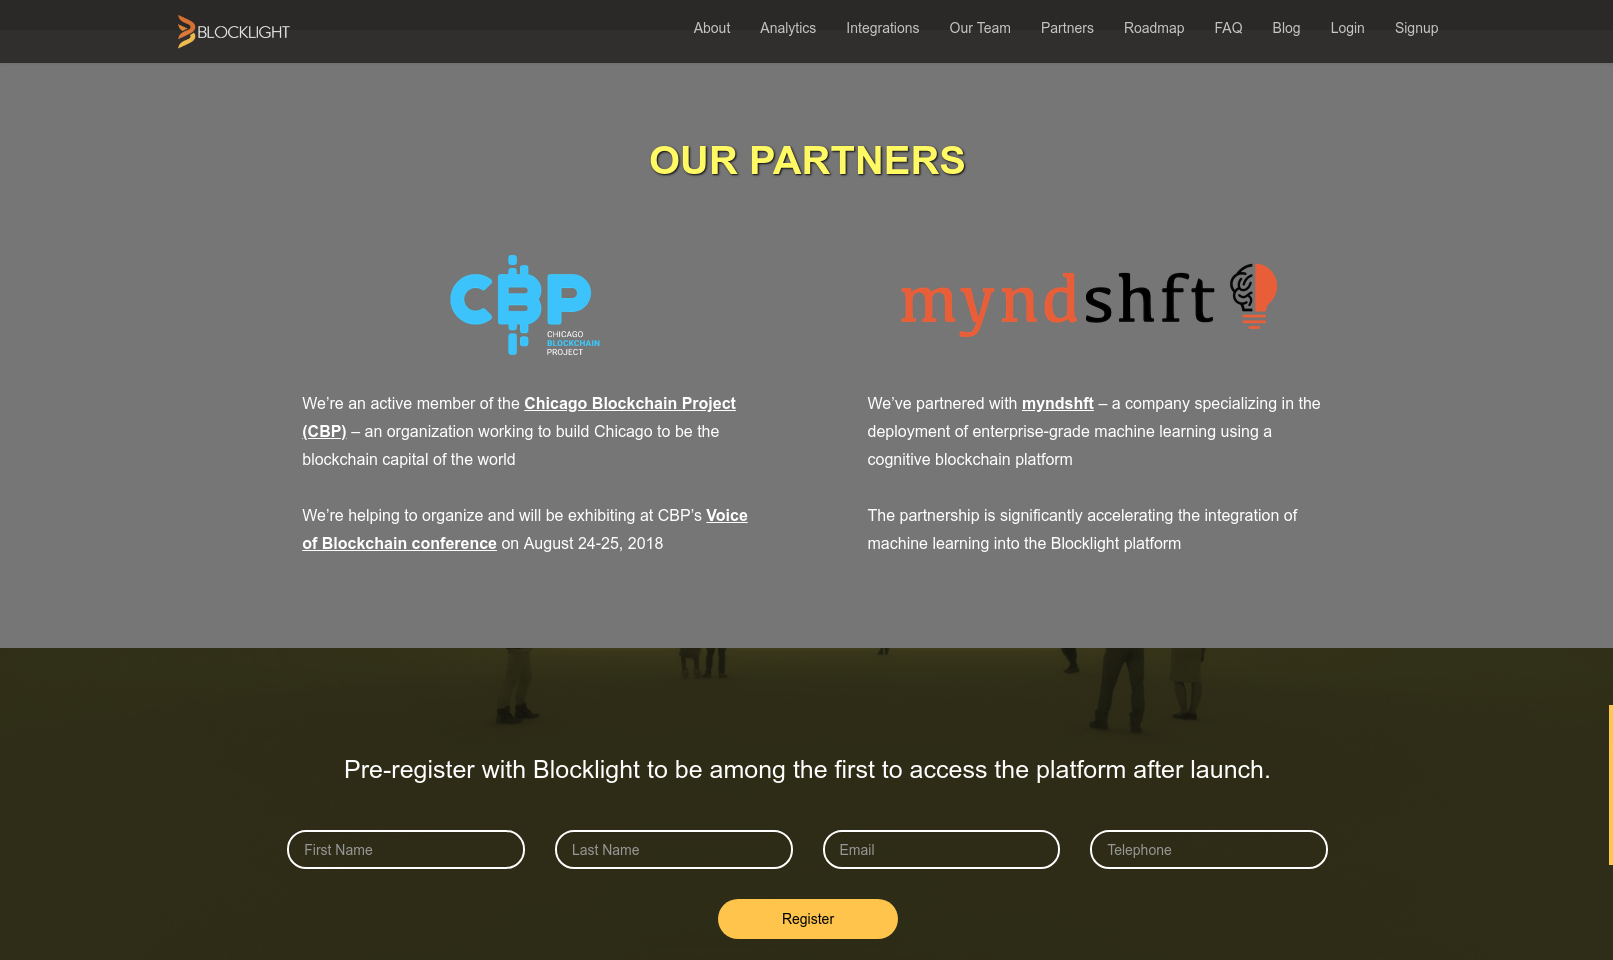 BLOCKLIGHT
About Analytics Integrations Our Team Partners Roadmap FAQ Blog Login Signup
OUR PARTNERS
CBP
CHICAGO
BLOCKCHAIN
PROJECT
We’re an active member of the Chicago Blockchain Project
(CBP) – an organization working to build Chicago to be the
blockchain capital of the world
We’re helping to organize and will be exhibiting at CBP’s Voice
of Blockchain conference on August 24-25, 2018
myndshft
We’ve partnered with myndshft – a company specializing in the
deployment of enterprise-grade machine learning using a
cognitive blockchain platform
The partnership is significantly accelerating the integration of
machine learning into the Blocklight platform
Pre-register with Blocklight to be among the first to access the platform after launch.
First Name Last Name Email Telephone
Register